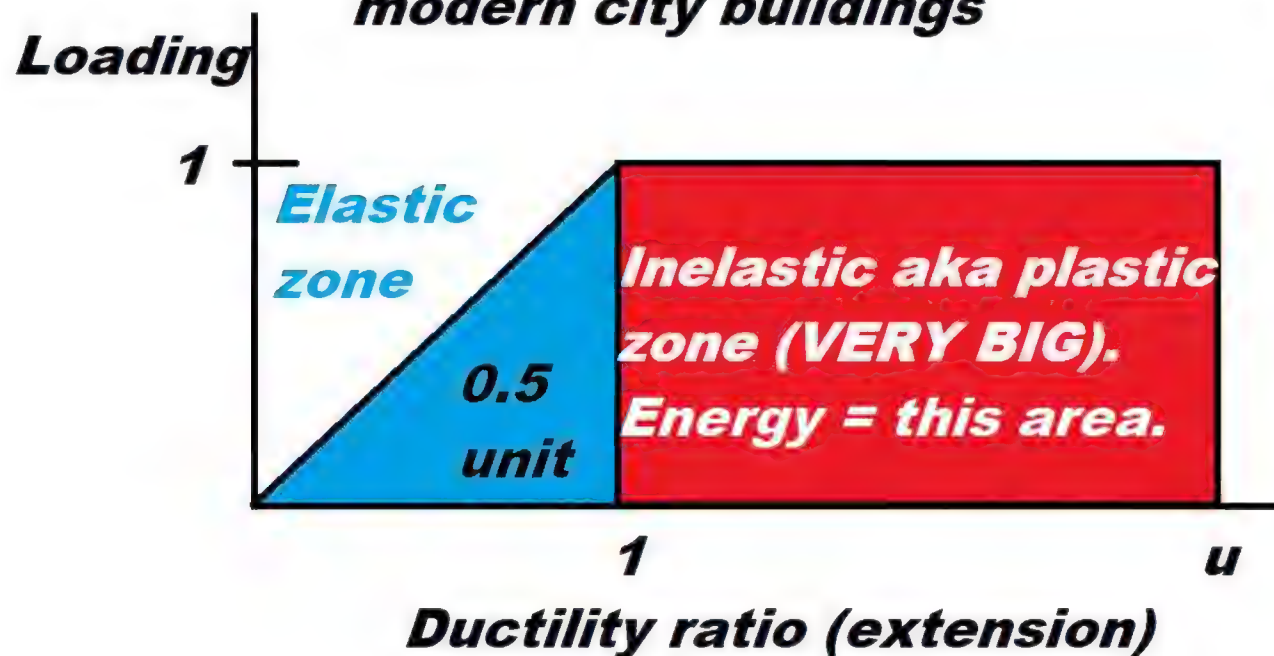 modern city buildings
Loading
1
Elastic
zone
Inelastic aka plastic
zone (VERY BIG).
Energy = this area.
0.5
unit
1
u
Ductility ratio (extension)